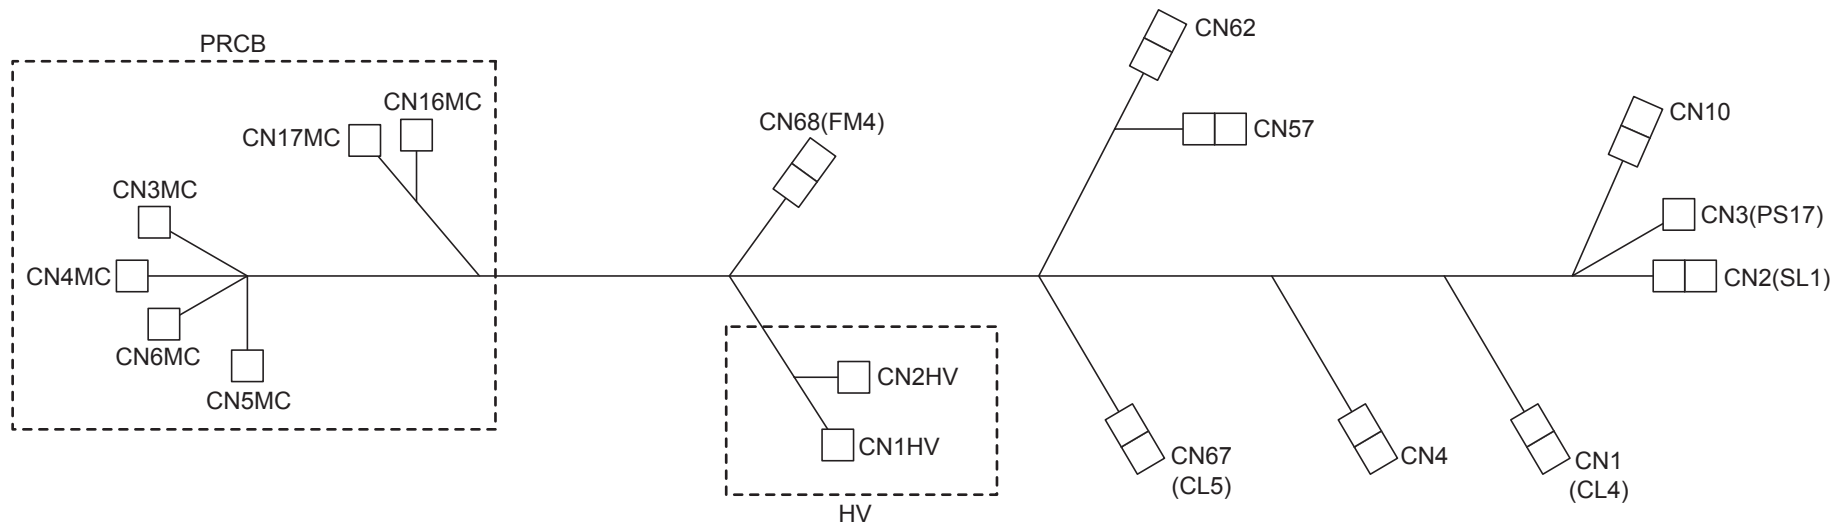 PRCB
CN16MC
CN17MC
CN3MC
CN4MC
CN6MC
CN5MC
CN68(FM4)
CN2HV
CN1HV
HV
CN62
CN57
CN67
(CL5)
CN4
CN1
(CL4)
CN10
CN3(PS17)
CN2(SL1)